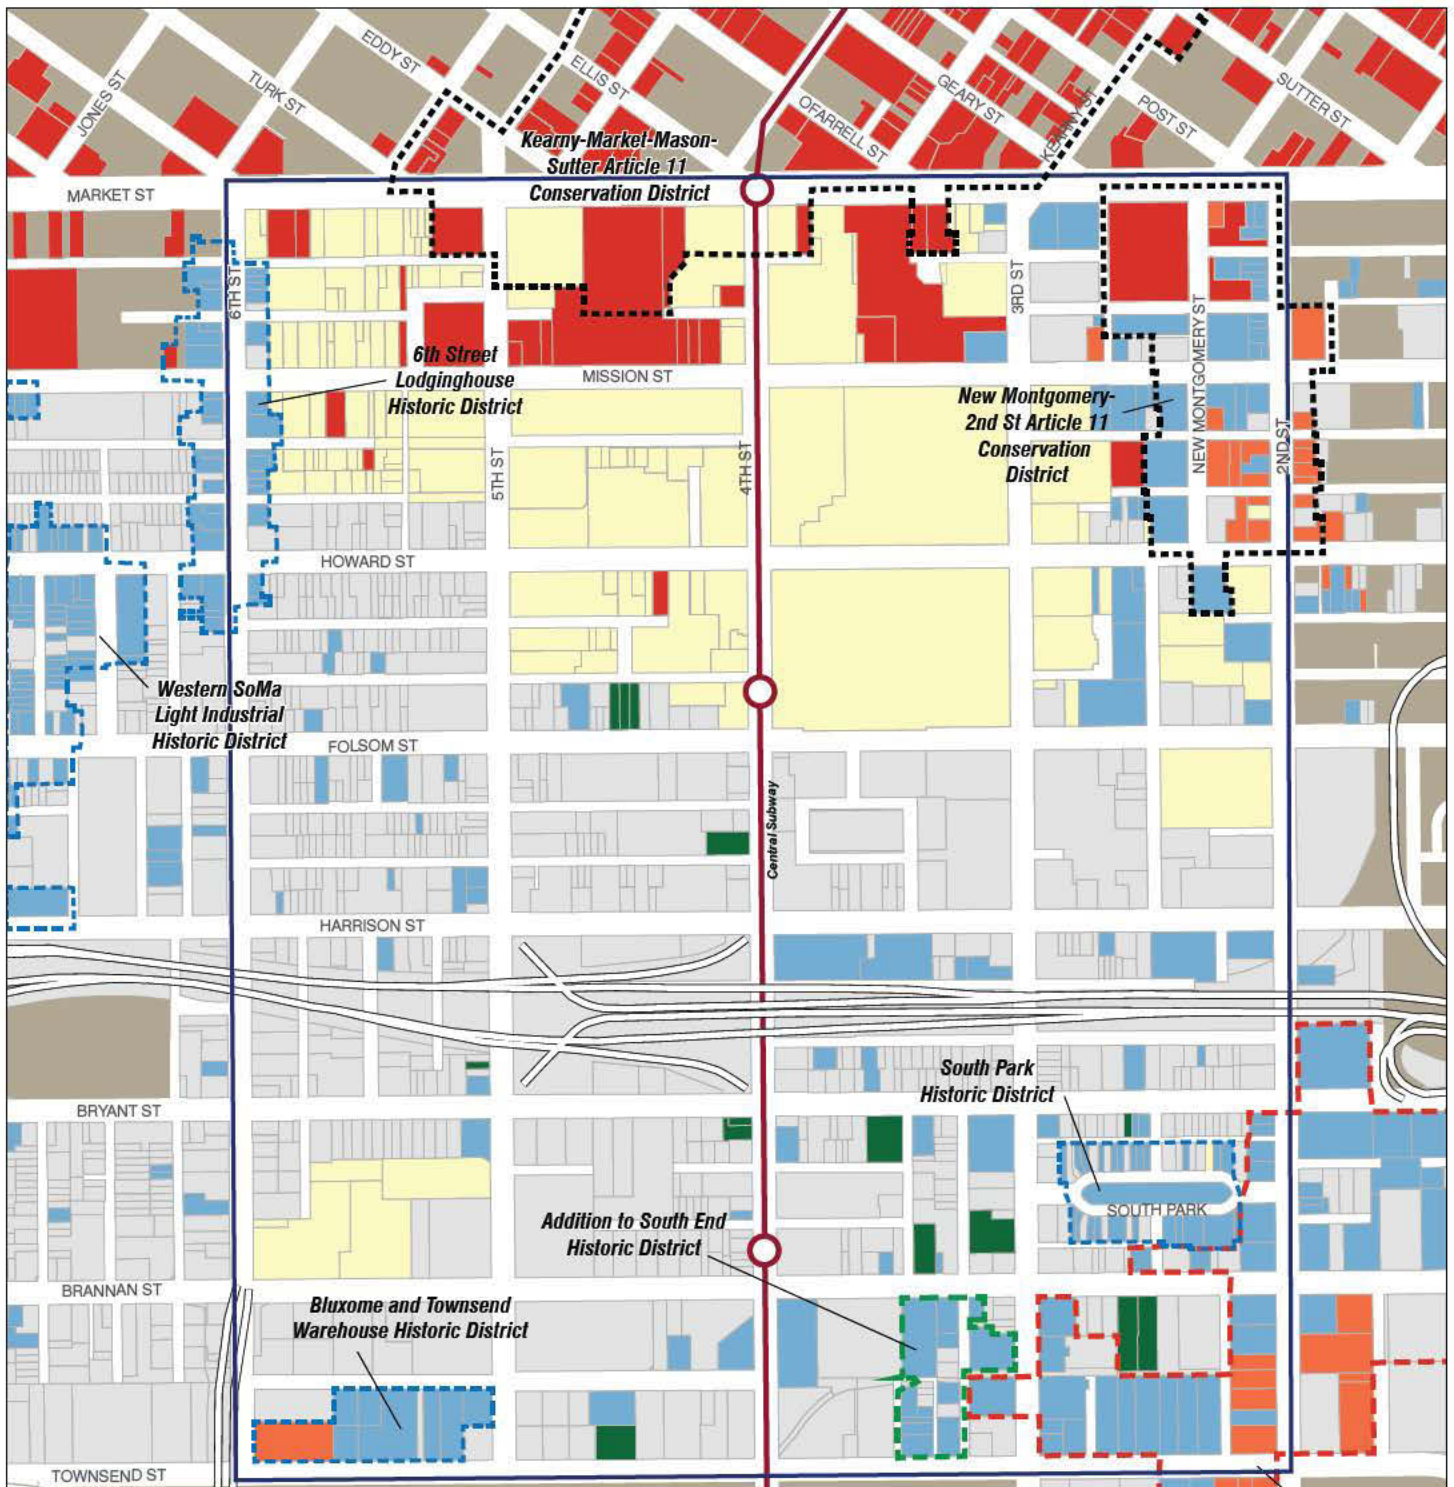 EDDY ST
ELLIS ST
JONES ST
TURK ST
OFARRELL ST
GEARY ST
KEARNY ST
POST ST
SUTTER ST
Kearny-Market-Mason-
Sutter Article 11
Conservation District
MARKET ST
6TH ST
3RD ST
NEW MONTGOMERY ST
6th Street
Lodginghouse
Historic District
MISSION ST
New Montgomery-
2nd St Article 11
Conservation
District
5TH ST
4TH ST
2ND ST
HOWARD ST
Western SoMa
Light Industrial
Historic District
FOLSOM ST
Central Subway
HARRISON ST
South Park
Historic District
BRYANT ST
SOUTH PARK
Addition to South End
Historic District
BRANNAN ST
Bluxome and Townsend
Warehouse Historic District
TOWNSEND ST